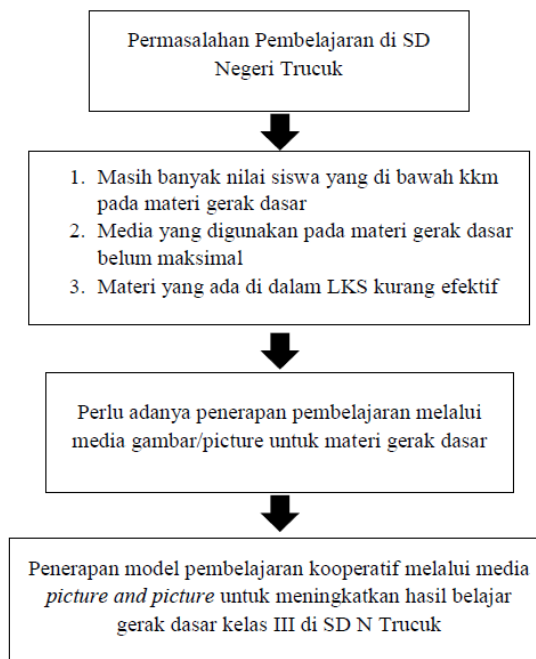 Permasalahan Pembelajaran di SD
Negeri Trucuk
1. Masih banyak nilai siswa yang di bawah kkm
pada materi gerak dasar
2. Media yang digunakan pada materi gerak dasar
belum maksimal
3. Materi yang ada di dalam LKS kurang efektif
Perlu adanya penerapan pembelajaran melalui
media gambar/picture untuk materi gerak dasar
Penerapan model pembelajaran kooperatif melalui media
picture and picture untuk meningkatkan hasil belajar
gerak dasar kelas III di SD N Trucuk